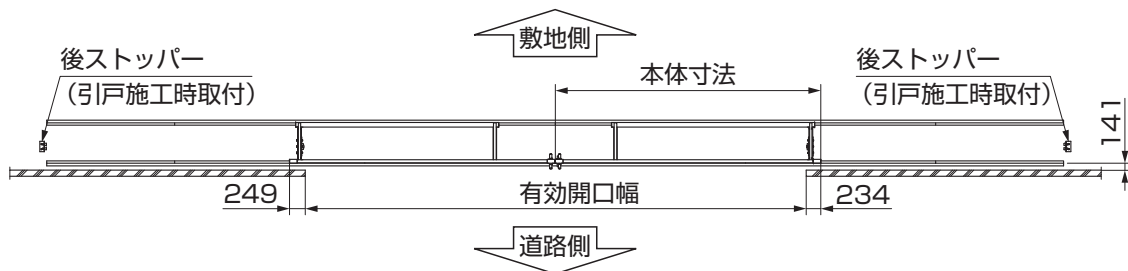 敷地側
後ストッパー
（引戸施工時取付）
本体寸法
後ストッパー
（引戸施工時取付）
141
249
有効開口幅
234
道路側